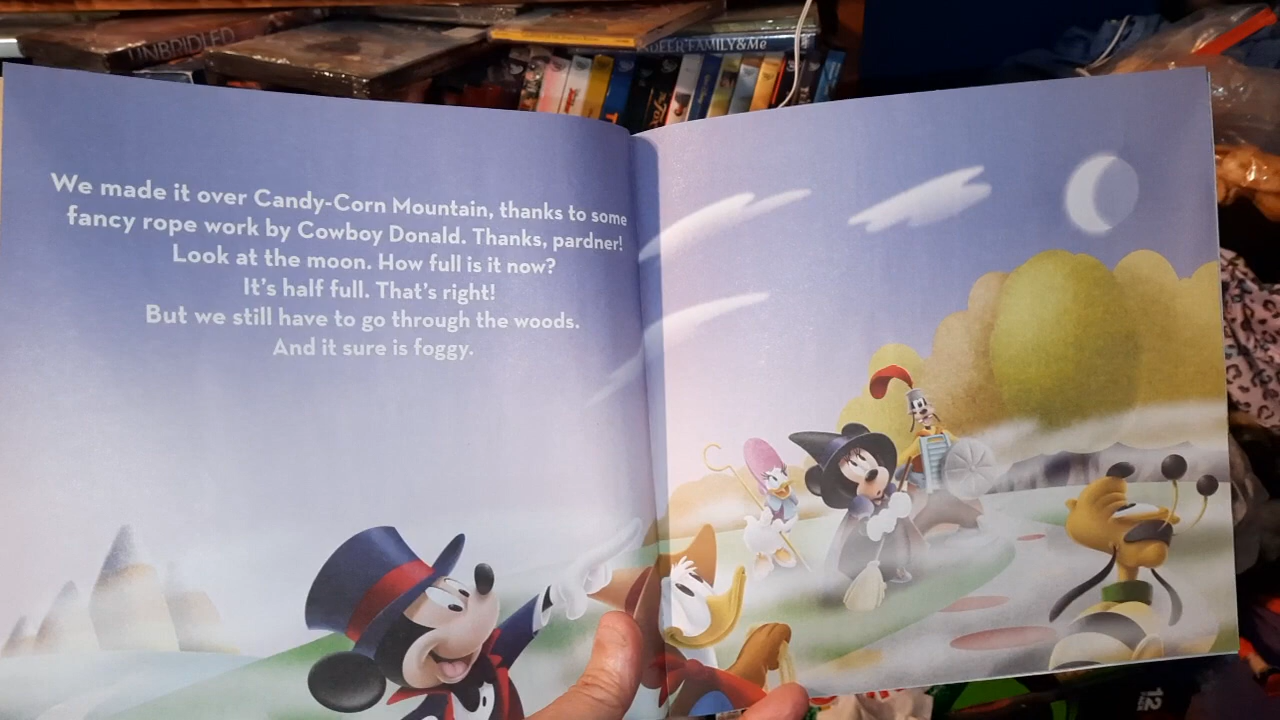 UNBRIDLED
DEER FAMILY & Me
We made it over Candy-Corn Mountain, thanks to some
fancy rope work by Cowboy Donald. Thanks, pardner!
Look at the moon. How full is it now?
It's half full. That's right!
But we still have to go through the woods.
And it sure is foggy.
12